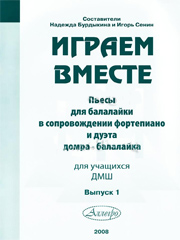 Составители
Надежда Бурдыкина и Игорь Сенин
ИГРАЕМ
ВМЕСТЕ
Пьесы
для балалайки
в сопровождении фортепиано
и дуэта
домра - балалайка
для учащихся
ДМШ
Выпуск 1
Аллегро
2008